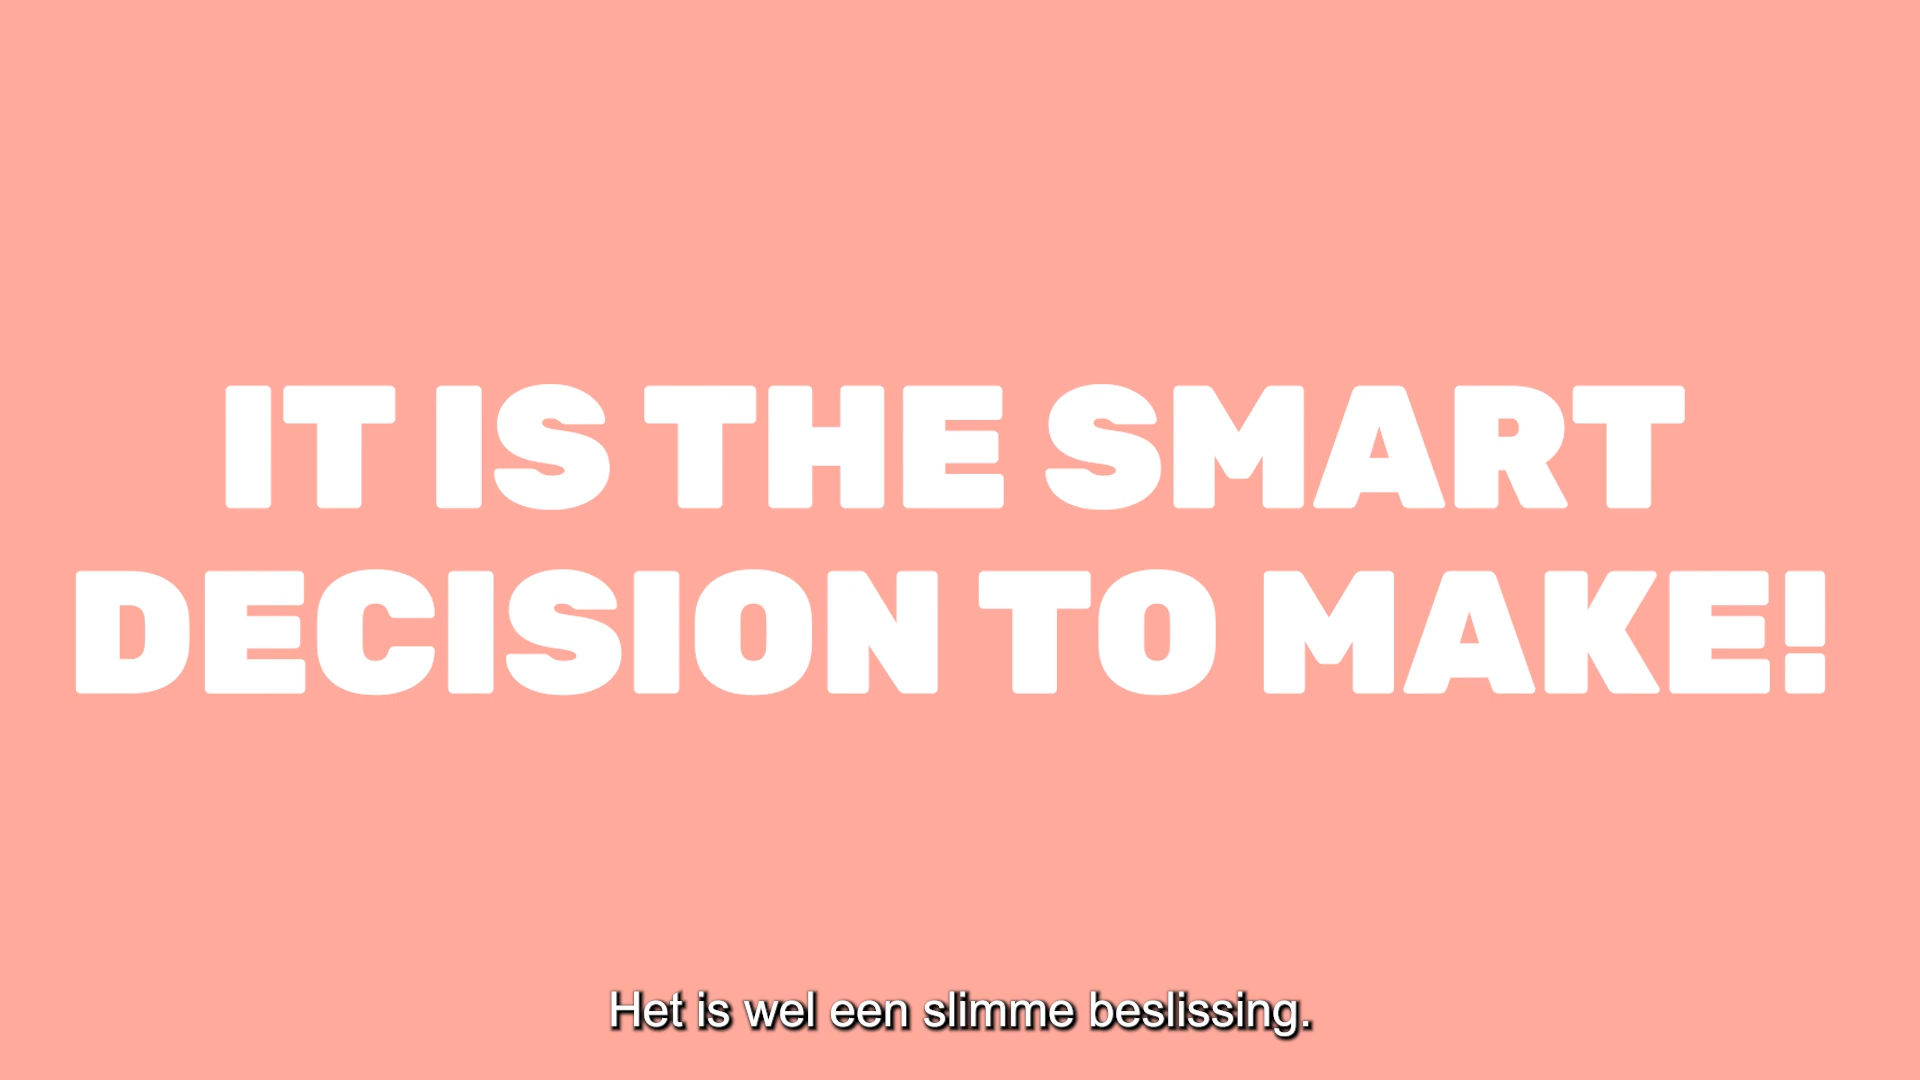 IT IS THE SMART
DECISION TO MAKE!
Het is wel een slimme beslissing.